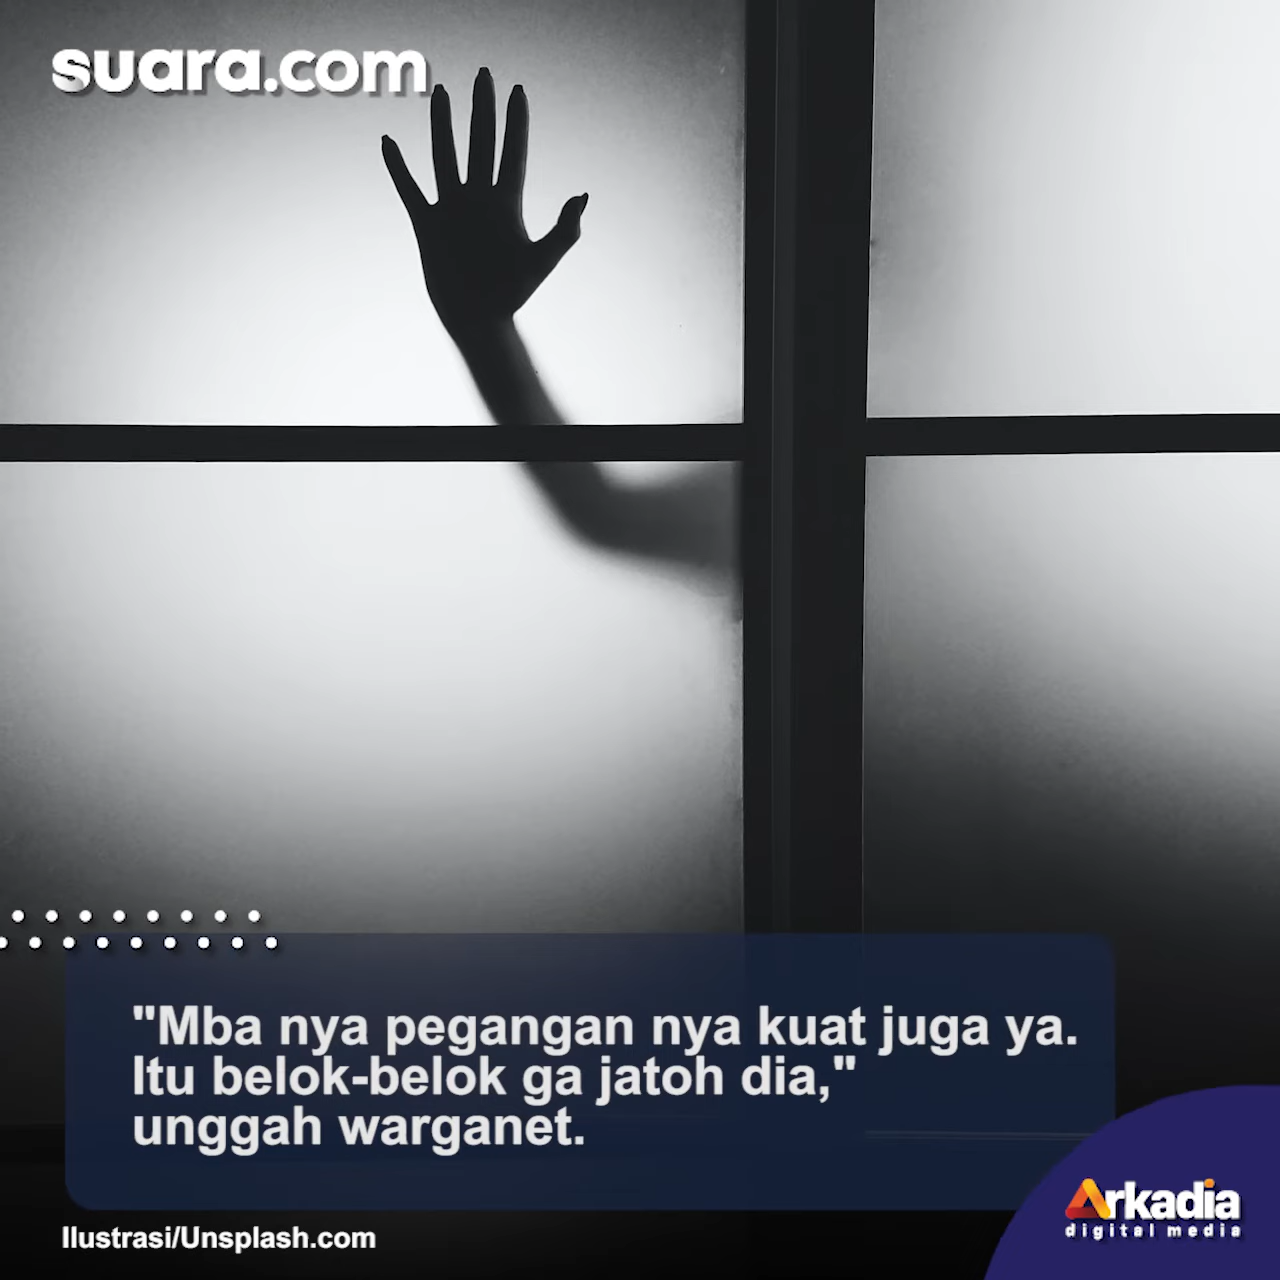 suara.com
"Mba nya pegangan nya kuat juga ya.
Itu belok-belok ga jatoh dia,"
unggah warganet.
Ilustrasi/Unsplash.com
Arkadia
digital media